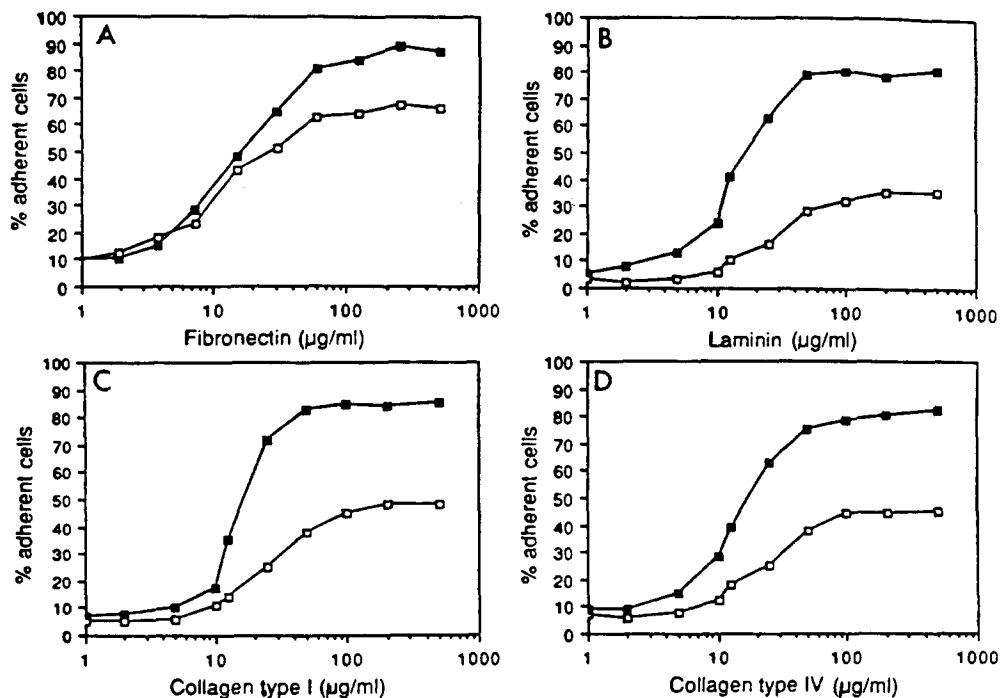 A
% adherent cells
100
90
80
70
60
50
40
30
20
10
0
1 10 100 1000
Fibronectin (µg/ml)
B
% adherent cells
100
90
80
70
60
50
40
30
20
10
0
1 10 100 1000
Laminin (µg/ml)
C
% adherent cells
100
90
80
70
60
50
40
30
20
10
0
1 10 100 1000
Collagen type I (µg/ml)
D
% adherent cells
100
90
80
70
60
50
40
30
20
10
0
1 10 100 1000
Collagen type IV (µg/ml)